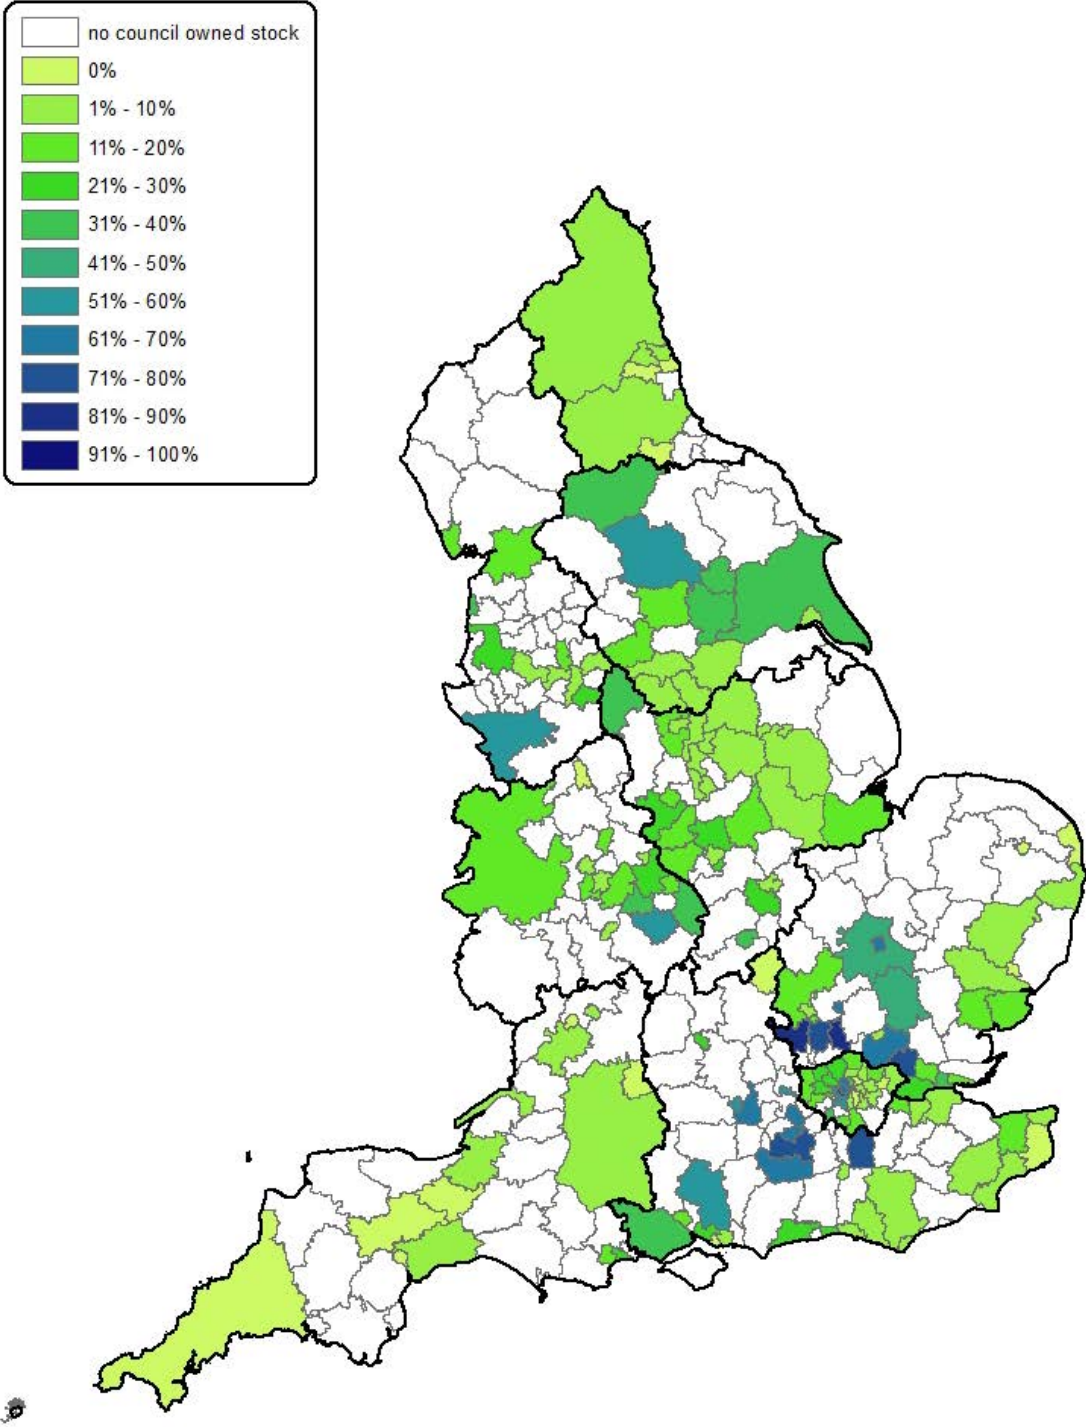 no council owned stock
0%
1% - 10%
11% - 20%
21% - 30%
31% - 40%
41% - 50%
51% - 60%
61% - 70%
71% - 80%
81% - 90%
91% - 100%